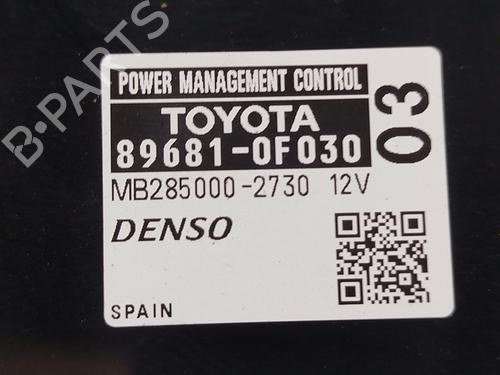 POWER MANAGEMENT CONTROL
TOYOTA
89681-0F030
03
MB285000-2730 12V
DENSO
SPAIN
B-PARTS